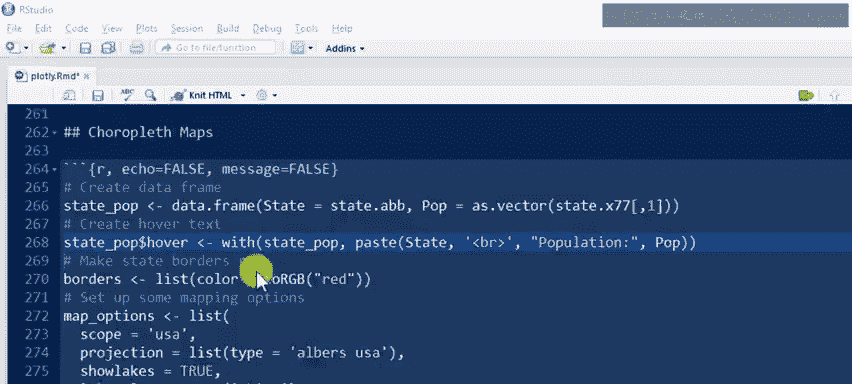 RStudio
File Edit Code View Plots Session Build Debug Tools Help
Go to file/function Addins
plotly.Rmd*
ABC Knit HTML
261
262 ## Choropleth Maps
263
264 ```{r, echo=FALSE, message=FALSE}
265 # Create data frame
266 state_pop <- data.frame(State = state.abb, Pop = as.vector(state.x77[,1]))
267 # Create hover text
268 state_pop$hover <- with(state_pop, paste(State, '<br>', "Population:", Pop))
269 # Make state borders
270 borders <- list(color toRGB("red"))
271 # Set up some mapping options
272 map_options <- list(
273 scope = 'usa',
274 projection = list(type = 'albers usa'),
275 showlakes = TRUE,